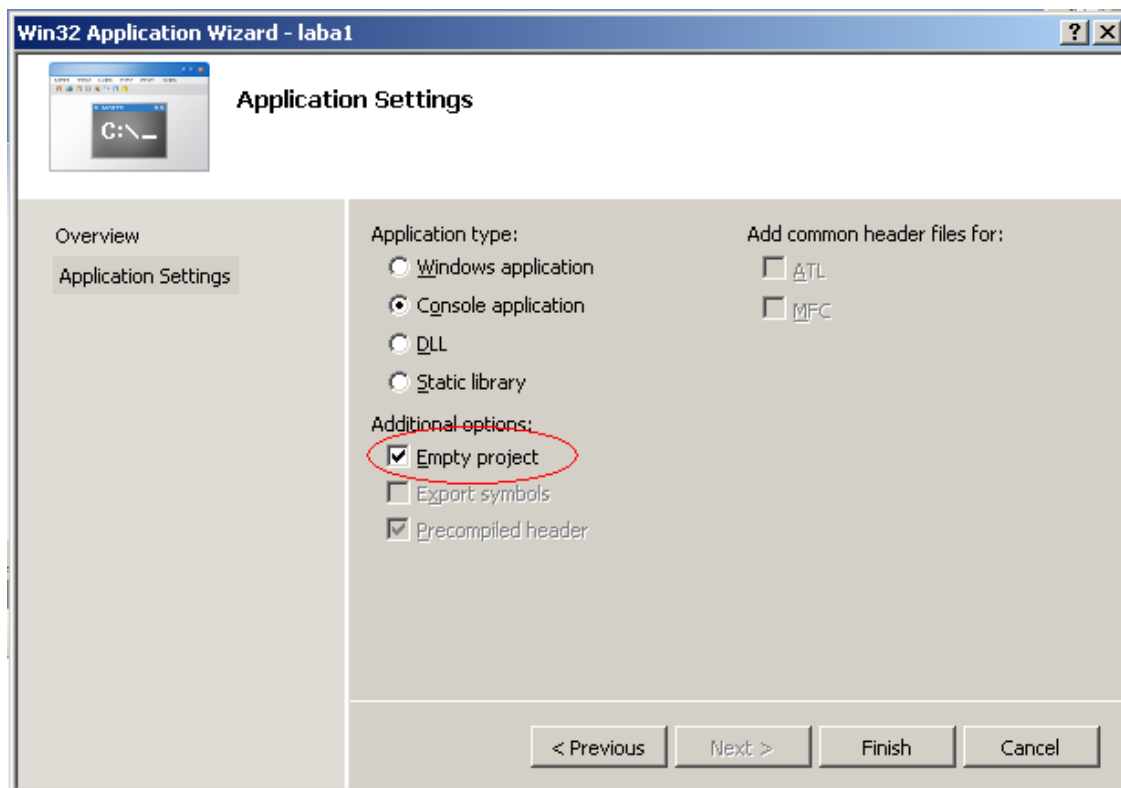 Win32 Application Wizard - laba1
C:\_
Application Settings
Overview
Application Settings
Application type:
Windows application
Console application
DLL
Static library
Additional options:
Empty project
Export symbols
Precompiled header
Add common header files for:
ATL
MFC
< Previous
Next >
Finish
Cancel